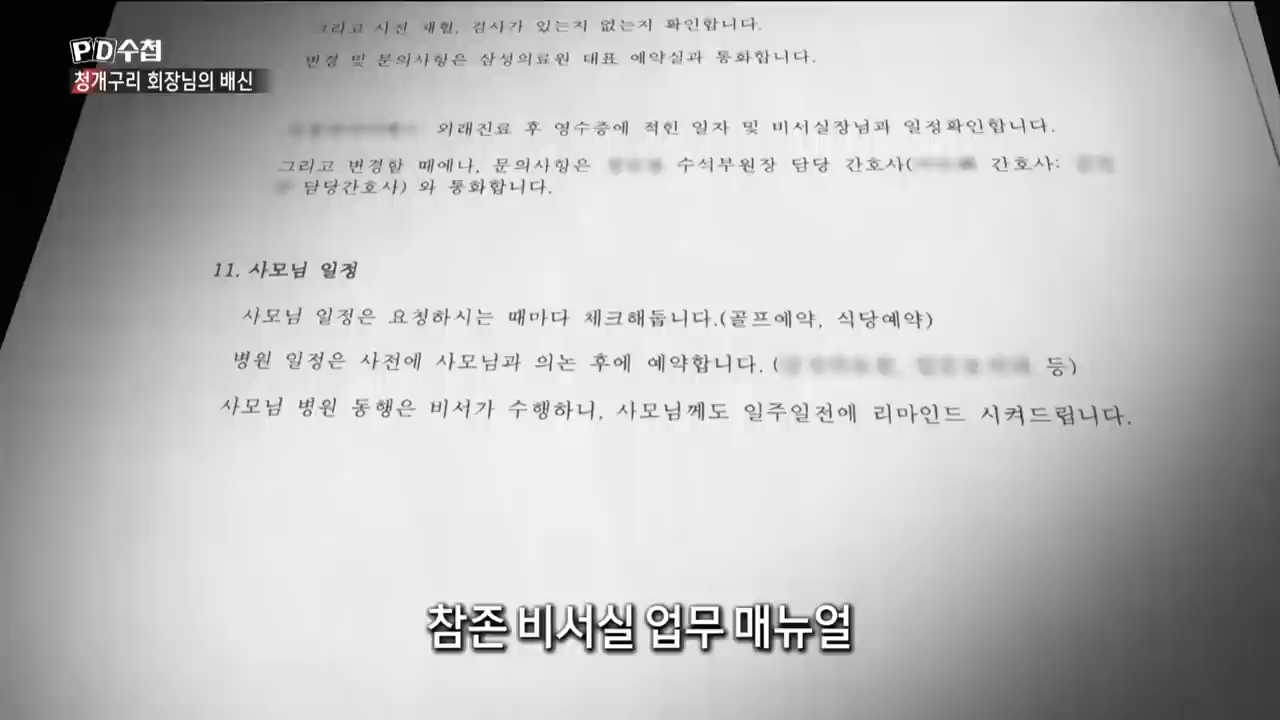 PD수첩
청개구리 회장님의 배신
그리고 사전 채혈, 검사가 있는지 없는지 확인합니다.
변경 및 문의사항은 삼성의료원 대표 예약실과 통화합니다.
외래진료 후 영수증에 적힌 일자 및 비서실장님과 일정확인합니다.
그리고 변경할 때에나, 문의사항은 수석부원장 담당 간호사( 간호사:
담당간호사) 와 통화합니다.
11. 사모님 일정
사모님 일정은 요청하시는 때마다 체크해둡니다.(골프예약, 식당예약)
병원 일정은 사전에 사모님과 의논 후에 예약합니다. ( 등)
사모님 병원 동행은 비서가 수행하니, 사모님께도 일주일전에 리마인드 시켜드립니다.
참존 비서실 업무 매뉴얼